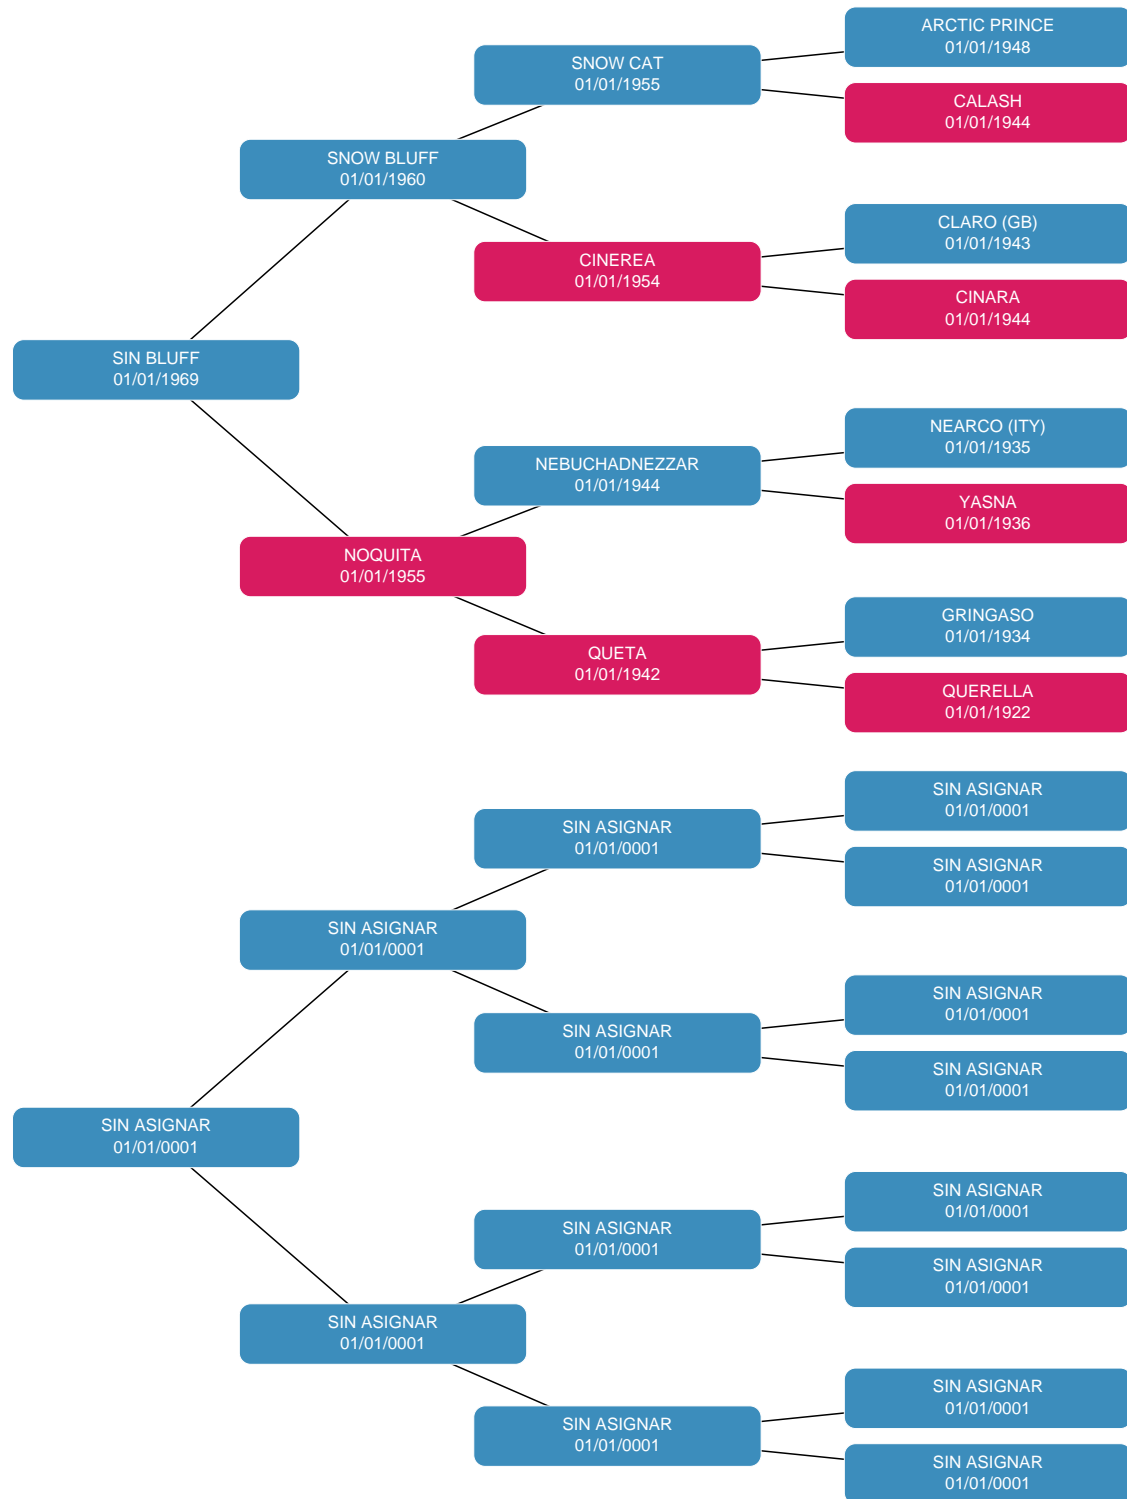 ARCTIC PRINCE
01/01/1948
SNOW CAT
01/01/1955
CALASH
01/01/1944
SNOW BLUFF
01/01/1960
CLARO (GB)
01/01/1943
CINEREA
01/01/1954
CINARA
01/01/1944
SIN BLUFF
01/01/1969
NEARCO (ITY)
01/01/1935
NEBUCHADNEZZAR
01/01/1944
YASNA
01/01/1936
NOQUITA
01/01/1955
GRINGASO
01/01/1934
QUETA
01/01/1942
QUERELLA
01/01/1922
SIN ASIGNAR
01/01/0001
SIN ASIGNAR
01/01/0001
SIN ASIGNAR
01/01/0001
SIN ASIGNAR
01/01/0001
SIN ASIGNAR
01/01/0001
SIN ASIGNAR
01/01/0001
SIN ASIGNAR
01/01/0001
SIN ASIGNAR
01/01/0001
SIN ASIGNAR
01/01/0001
SIN ASIGNAR
01/01/0001
SIN ASIGNAR
01/01/0001
SIN ASIGNAR
01/01/0001
SIN ASIGNAR
01/01/0001
SIN ASIGNAR
01/01/0001
SIN ASIGNAR
01/01/0001